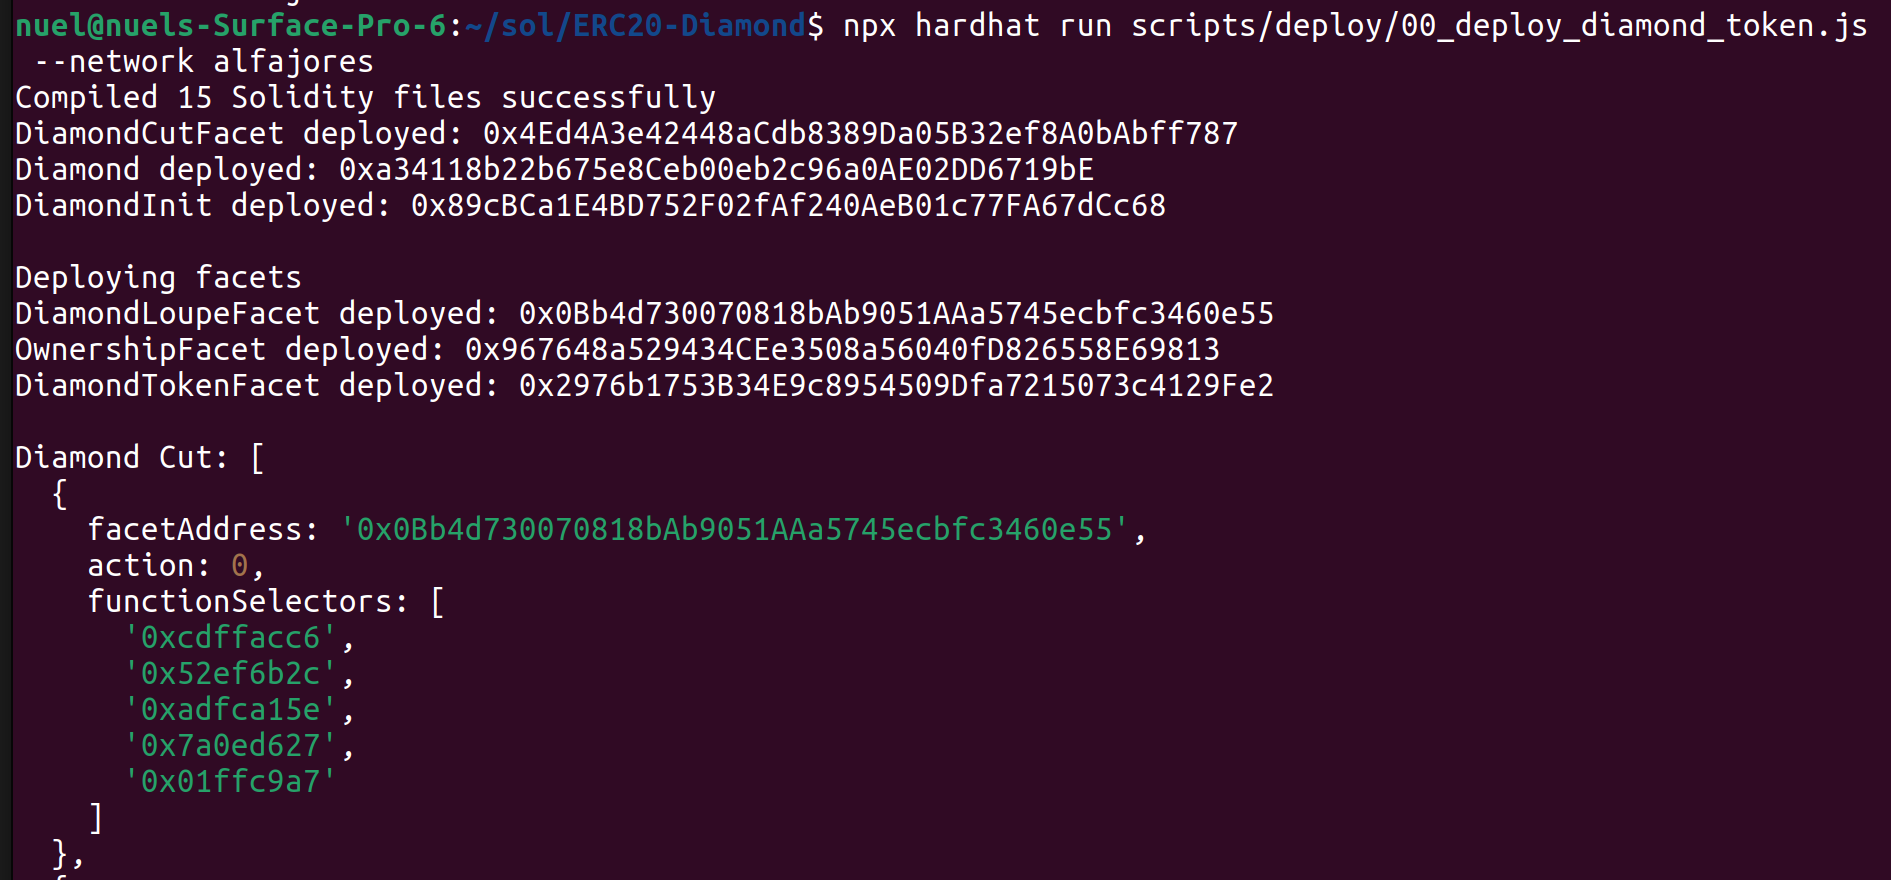 nuel@nuels-Surface-Pro-6:~/sol/ERC20-Diamond$ npx hardhat run scripts/deploy/00_deploy_diamond_token.js
 --network alfajores
Compiled 15 Solidity files successfully
DiamondCutFacet deployed: 0x4Ed4A3e42448aCdb8389Da05B32ef8A0bAbff787
Diamond deployed: 0xa34118b22b675e8Ceb00eb2c96a0AE02DD6719bE
DiamondInit deployed: 0x89cBCa1E4BD752F02fAf240AeB01c77FA67dCc68

Deploying facets
DiamondLoupeFacet deployed: 0x0Bb4d730070818bAb9051AAa5745ecbfc3460e55
OwnershipFacet deployed: 0x967648a529434CEe3508a56040fD826558E69813
DiamondTokenFacet deployed: 0x2976b1753B34E9c8954509Dfa7215073c4129Fe2

Diamond Cut: [
  {
    facetAddress: '0x0Bb4d730070818bAb9051AAa5745ecbfc3460e55',
    action: 0,
    functionSelectors: [
      '0xcdffacc6',
      '0x52ef6b2c',
      '0xadfca15e',
      '0x7a0ed627',
      '0x01ffc9a7'
    ]
  },